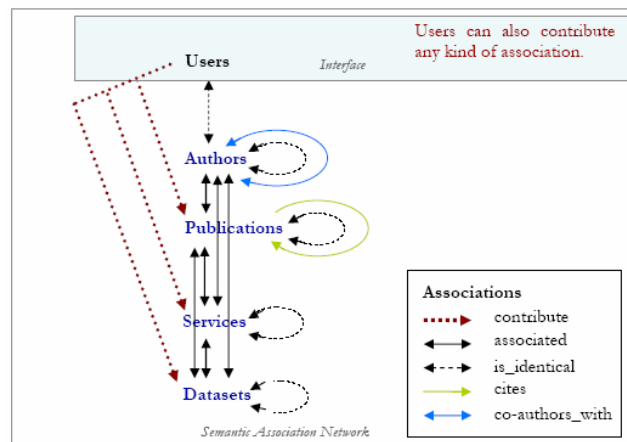 Users can also contribute
any kind of association.
Users
Interface
Authors
Publications
Services
Datasets
Semantic Association Network
Associations
contribute
associated
is_identical
cites
co-authors_with